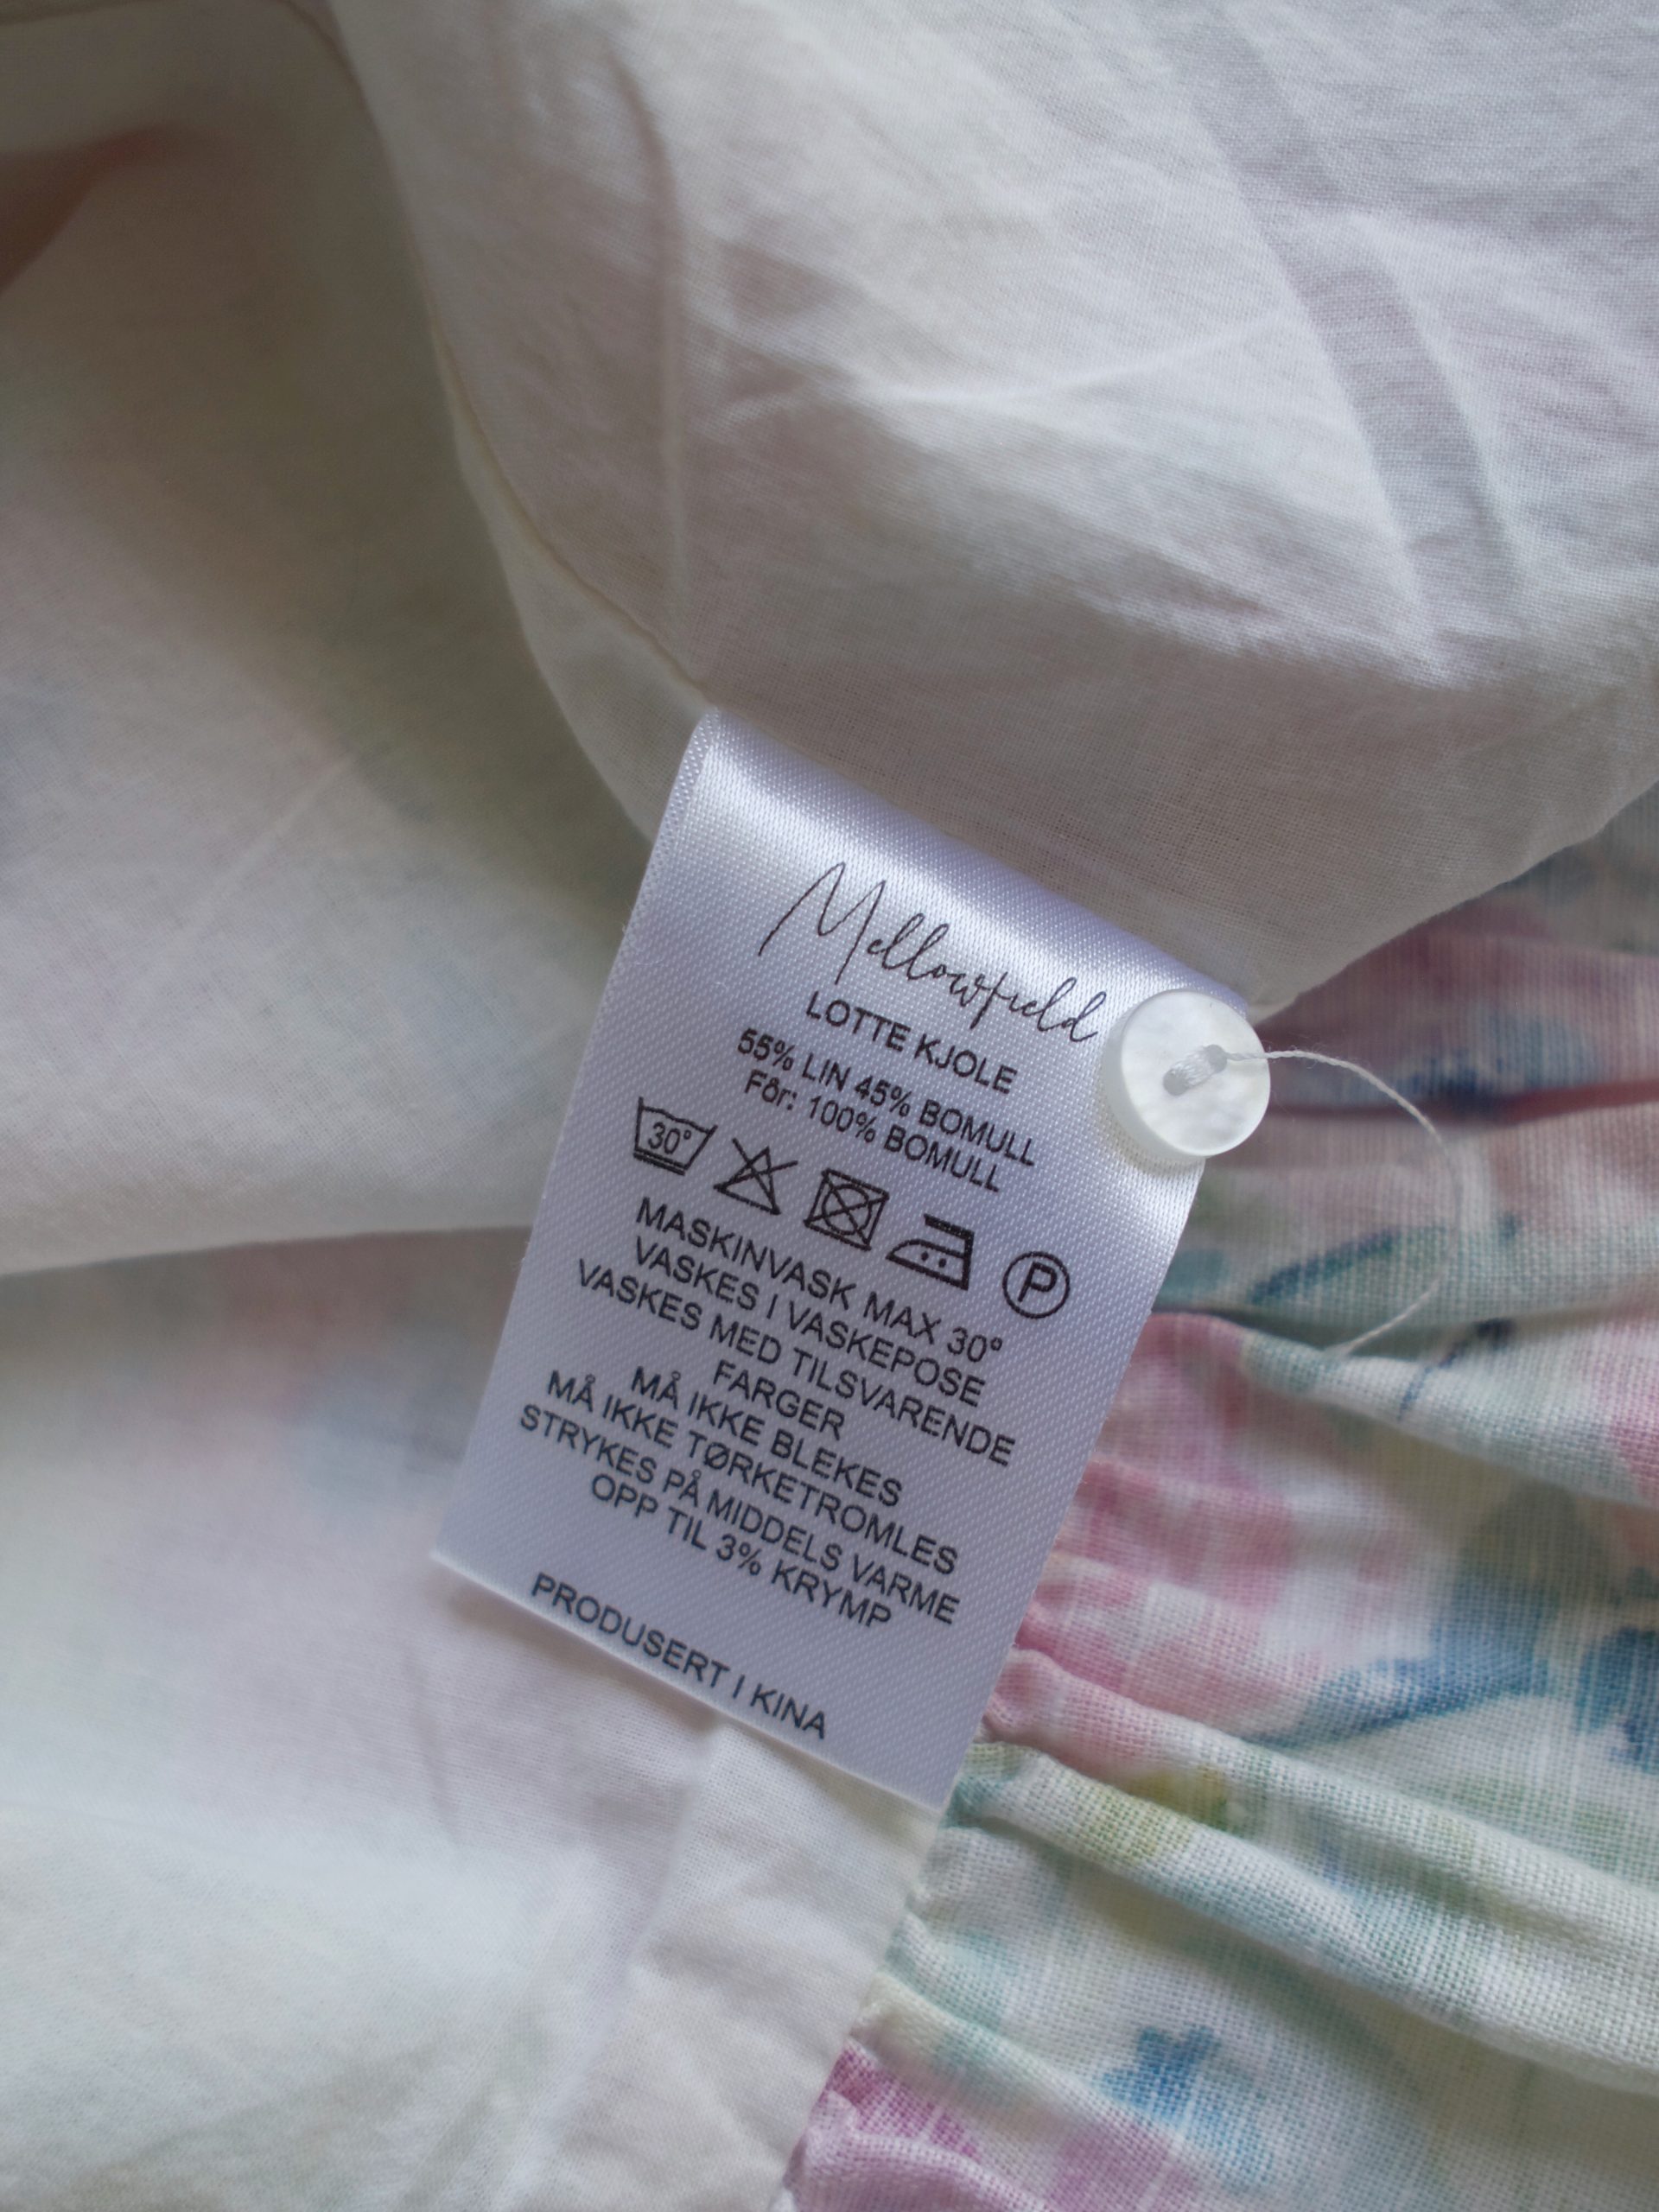 Mellowfield
LOTTE KJOLE
55% LIN 45% BOMULL
Fôr: 100% BOMULL
30°
P
MASKINVASK MAX 30°
VASKES I VASKEPOSE
VASKES MED TILSVARENDE
FARGER
MÅ IKKE BLEKES
MÅ IKKE TØRKETROMLES
STRYKES PÅ MIDDELS VARME
OPP TIL 3% KRYMP
PRODUSERT I KINA